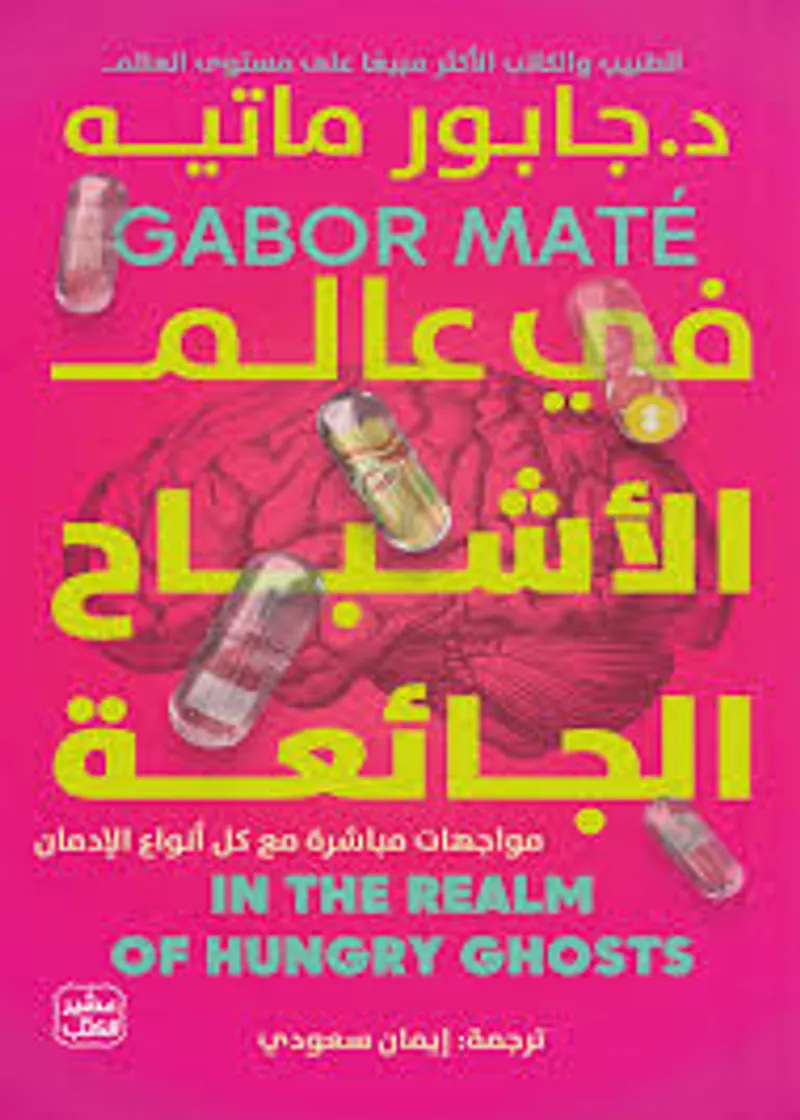 الطبيب والكاتب الأكثر مبيعًا على مستوى العالم
د.جابور ماتيه
GABOR MATÉ
في عالم
الأشباح
الجائعة
مواجهات مباشرة مع كل أنواع الإدمان
IN THE REALM
OF HUNGRY GHOSTS
عصير
الكتب
ترجمة: إيمان سعودي